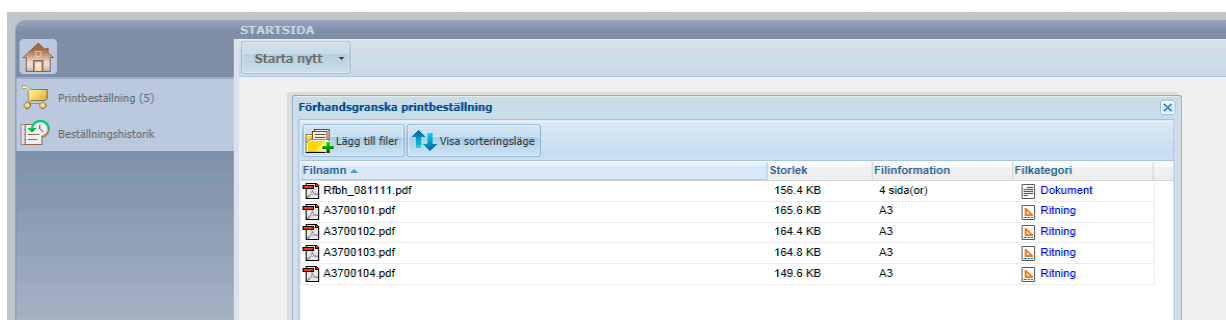 STARTSIDA
Starta nytt
Printbeställning (5)
Beställningshistorik
Förhandsgranska printbeställning
Lägg till filer Visa sorteringsläge
Filnamn Storlek Filinformation Filkategori
Rfbh_081111.pdf 156.4 KB 4 sida(or) Dokument
A3700101.pdf 165.6 KB A3 Ritning
A3700102.pdf 164.4 KB A3 Ritning
A3700103.pdf 164.8 KB A3 Ritning
A3700104.pdf 149.6 KB A3 Ritning